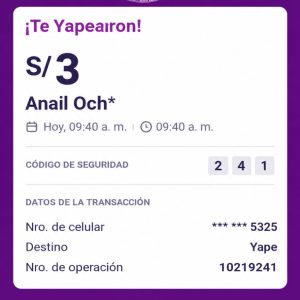 ¡Te Yapearon!
S/3
Anail Och*
Hoy, 09:40 a. m. | 09:40 a. m.
CÓDIGO DE SEGURIDAD 2 4 1
DATOS DE LA TRANSACCIÓN
Nro. de celular *** *** 5325
Destino Yape
Nro. de operación 10219241